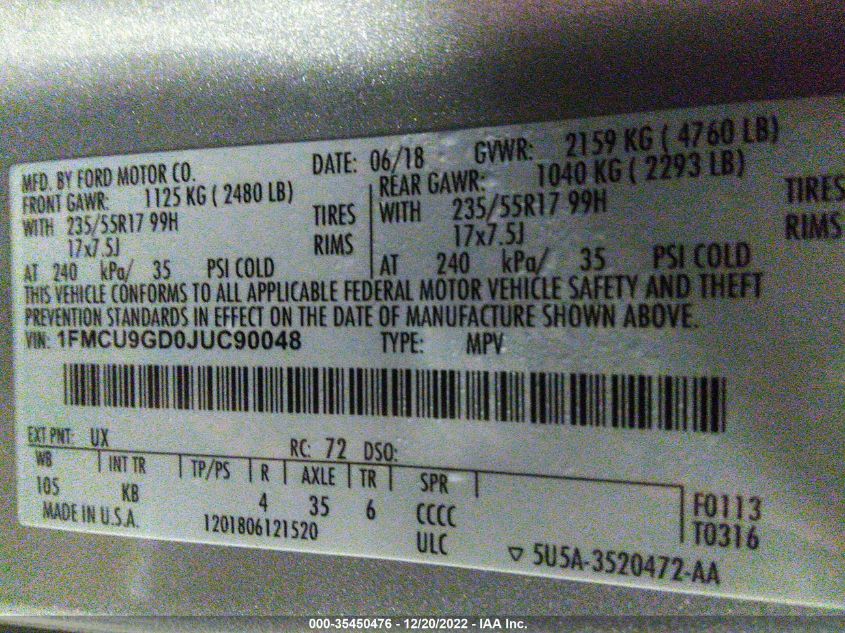 MFD. BY FORD MOTOR CO.
DATE: 06/18 GVWR: 2159 KG ( 4760 LB)
FRONT GAWR: 1125 KG ( 2480 LB) REAR GAWR: 1040 KG ( 2293 LB)
WITH 235/55R17 99H TIRES WITH 235/55R17 99H TIRES
17x7.5J RIMS 17x7.5J RIMS
AT 240 kPa/ 35 PSI COLD AT 240 kPa/ 35 PSI COLD
THIS VEHICLE CONFORMS TO ALL APPLICABLE FEDERAL MOTOR VEHICLE SAFETY AND THEFT
PREVENTION STANDARDS IN EFFECT ON THE DATE OF MANUFACTURE SHOWN ABOVE.
VIN: 1FMCU9GD0JUC90048 TYPE: MPV
EXT PNT: UX RC: 72 DSO:
WB INT TR TP/PS R AXLE TR SPR
105 KB 4 35 6 CCCC F0113
MADE IN U.S.A. 1201806121520 ULC T0316
▽ 5U5A-3520472-AA
000-35450476 - 12/20/2022 - IAA Inc.